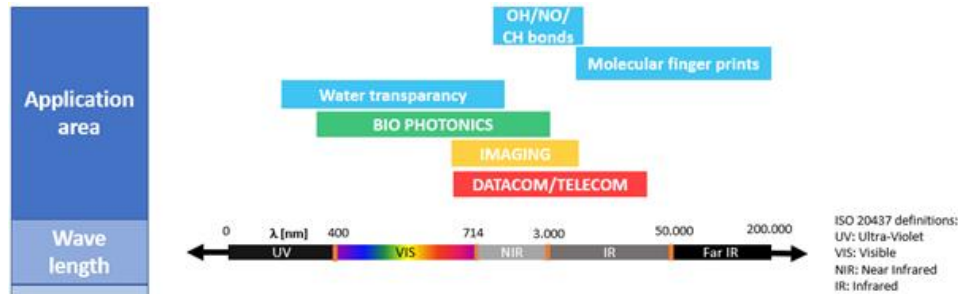 OH/NO/
CH bonds
Molecular finger prints
Application
area
Water transparancy
BIO PHOTONICS
IMAGING
DATACOM/TELECOM
Wave
length
0 λ [nm] 400 714 3.000 50.000 200.000
UV VIS NIR IR Far IR
ISO 20437 definitions:
UV: Ultra-Violet
VIS: Visible
NIR: Near Infrared
IR: Infrared